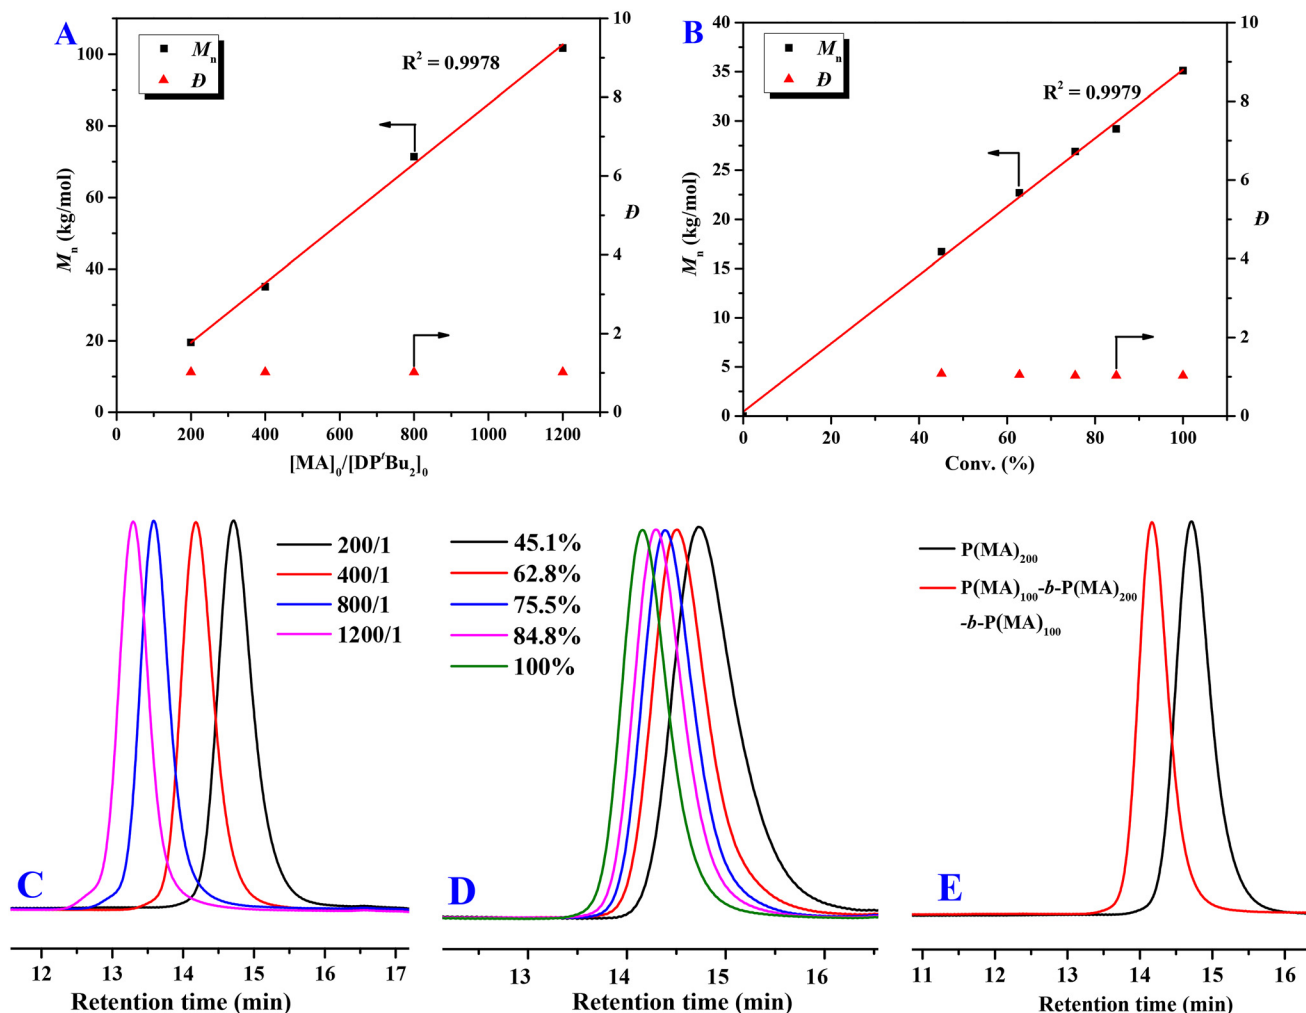 A
M_n
Đ
R² = 0.9978
M_n (kg/mol)
100
80
60
40
20
0
10
8
6
4
2
0
Đ
0 200 400 600 800 1000 1200
[MA]₀/[DPᵗBu₂]₀
B
M_n
Đ
R² = 0.9979
M_n (kg/mol)
40
35
30
25
20
15
10
5
0
10
8
6
4
2
0
Đ
0 20 40 60 80 100
Conv. (%)
C
200/1
400/1
800/1
1200/1
12 13 14 15 16 17
Retention time (min)
D
45.1%
62.8%
75.5%
84.8%
100%
13 14 15 16
Retention time (min)
E
P(MA)₂₀₀
P(MA)₁₀₀-b-P(MA)₂₀₀
-b-P(MA)₁₀₀
11 12 13 14 15 16
Retention time (min)